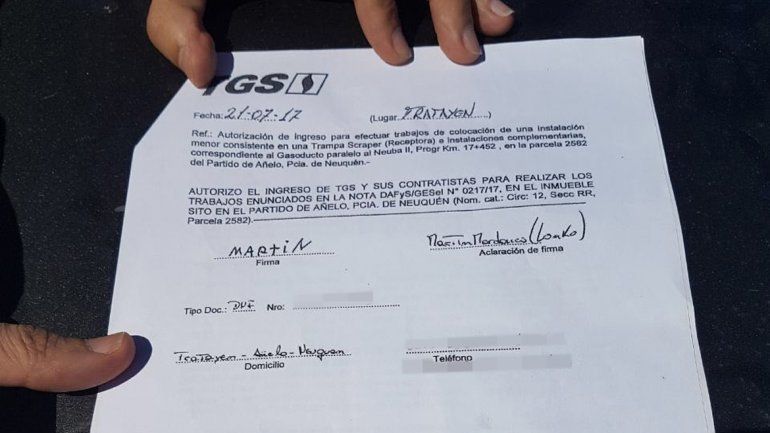 TGS
Fecha: 21-07-17 (Lugar TRATAYEN)
Ref.: Autorización de Ingreso para efectuar trabajos de colocación de una instalación
menor consistente en una Trampa Scraper (Receptora) e instalaciones complementarias,
correspondiente al Gasoducto paralelo al Neuba II, Progr Km. 17+452 , en la parcela 2582
del Partido de Añelo, Pcia. de Neuquén.-
AUTORIZO EL INGRESO DE TGS Y SUS CONTRATISTAS PARA REALIZAR LOS
TRABAJOS ENUNCIADOS EN LA NOTA DAFyS/GESel N° 0217/17, EN EL INMUEBLE
SITO EN EL PARTIDO DE AÑELO, PCIA. DE NEUQUÉN (Nom. cat.: Circ: 12, Secc RR,
Parcela 2582).
MARTIN Martin (Lonko)
Firma Aclaración de firma
Tipo Doc.: DNI Nro:
Tratayen - Añelo - Neuquen
Domicilio Teléfono